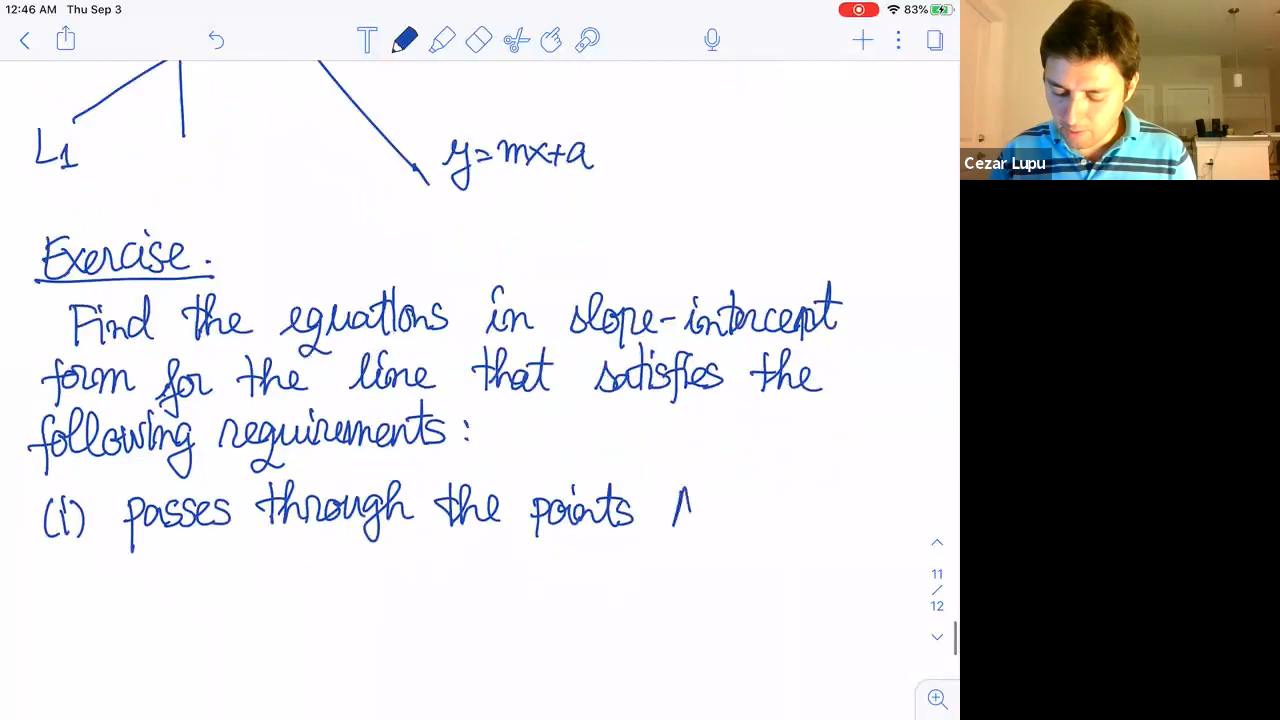 12:46 AM Thu Sep 3
83%
T
L1
y=mx+a
Cezar Lupu
Exercise.
Find the equations in slope-intercept
form for the line that satisfies the
following requirements:
(i) passes through the points
11
/
12